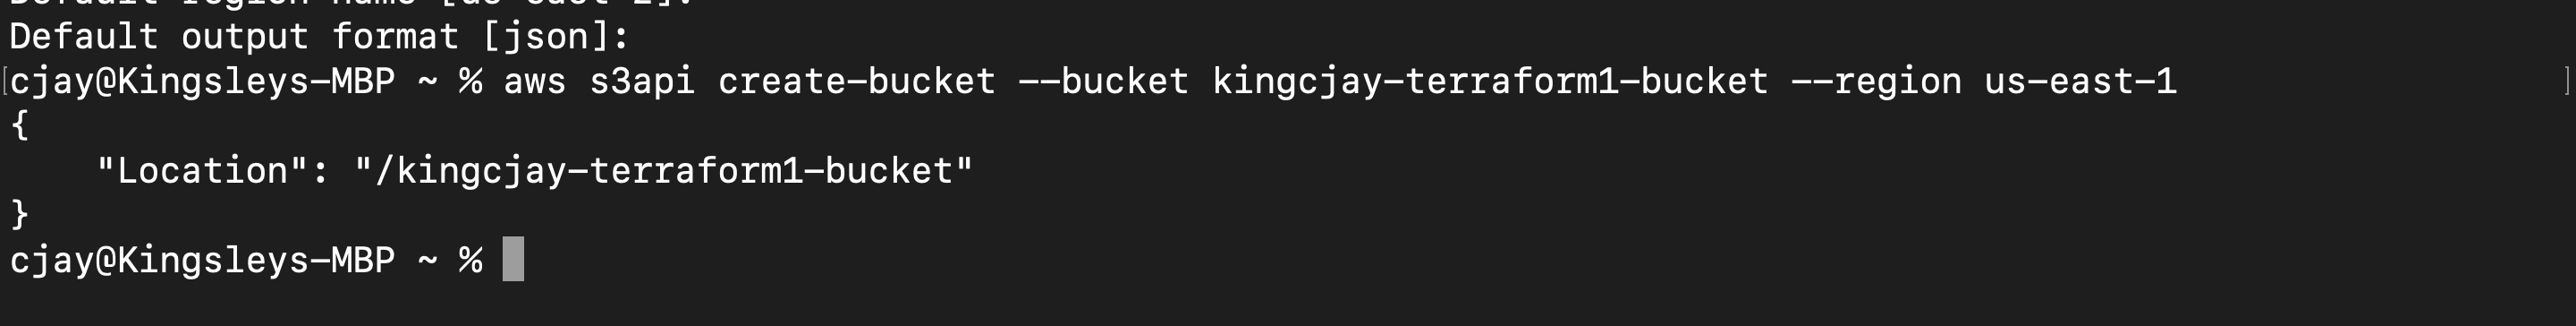 Default output format [json]:
[cjay@Kingsleys-MBP ~ % aws s3api create-bucket --bucket kingcjay-terraform1-bucket --region us-east-1 ]
{
    "Location": "/kingcjay-terraform1-bucket"
}
cjay@Kingsleys-MBP ~ %